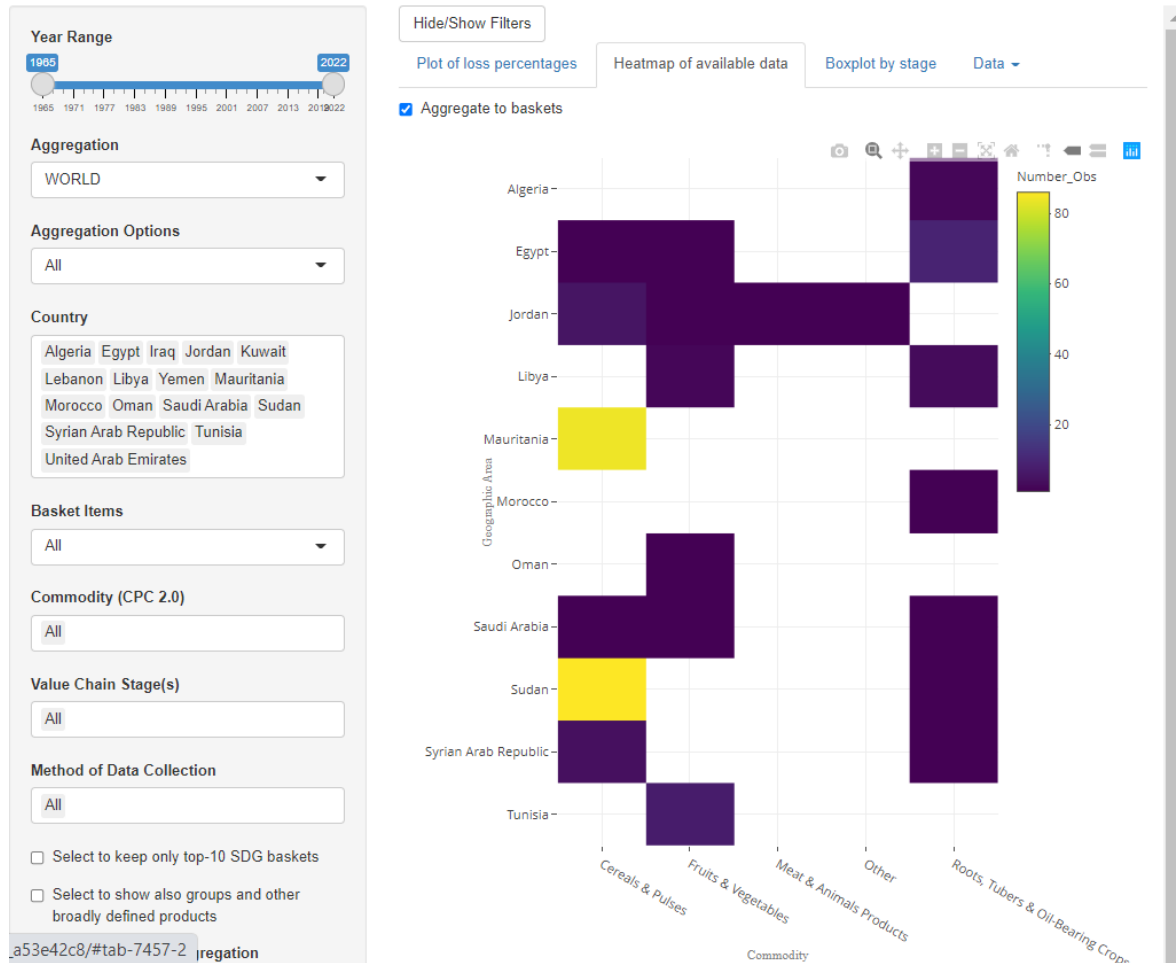 Year Range
1965
2022
1965 1971 1977 1983 1989 1995 2001 2007 2013 2019 2022
Aggregation
WORLD
Aggregation Options
All
Country
Algeria Egypt Iraq Jordan Kuwait
Lebanon Libya Yemen Mauritania
Morocco Oman Saudi Arabia Sudan
Syrian Arab Republic Tunisia
United Arab Emirates
Basket Items
All
Commodity (CPC 2.0)
All
Value Chain Stage(s)
All
Method of Data Collection
All
Select to keep only top-10 SDG baskets
Select to show also groups and other
broadly defined products
_a53e42c8/#tab-7457-2
regation
Hide/Show Filters
Plot of loss percentages
Heatmap of available data
Boxplot by stage
Data
Aggregate to baskets
Number_Obs
80
60
40
20
Geographic Area
Algeria
Egypt
Jordan
Libya
Mauritania
Morocco
Oman
Saudi Arabia
Sudan
Syrian Arab Republic
Tunisia
Cereals & Pulses
Fruits & Vegetables
Meat & Animals Products
Other
Roots, Tubers & Oil-Bearing Crops
Commodity